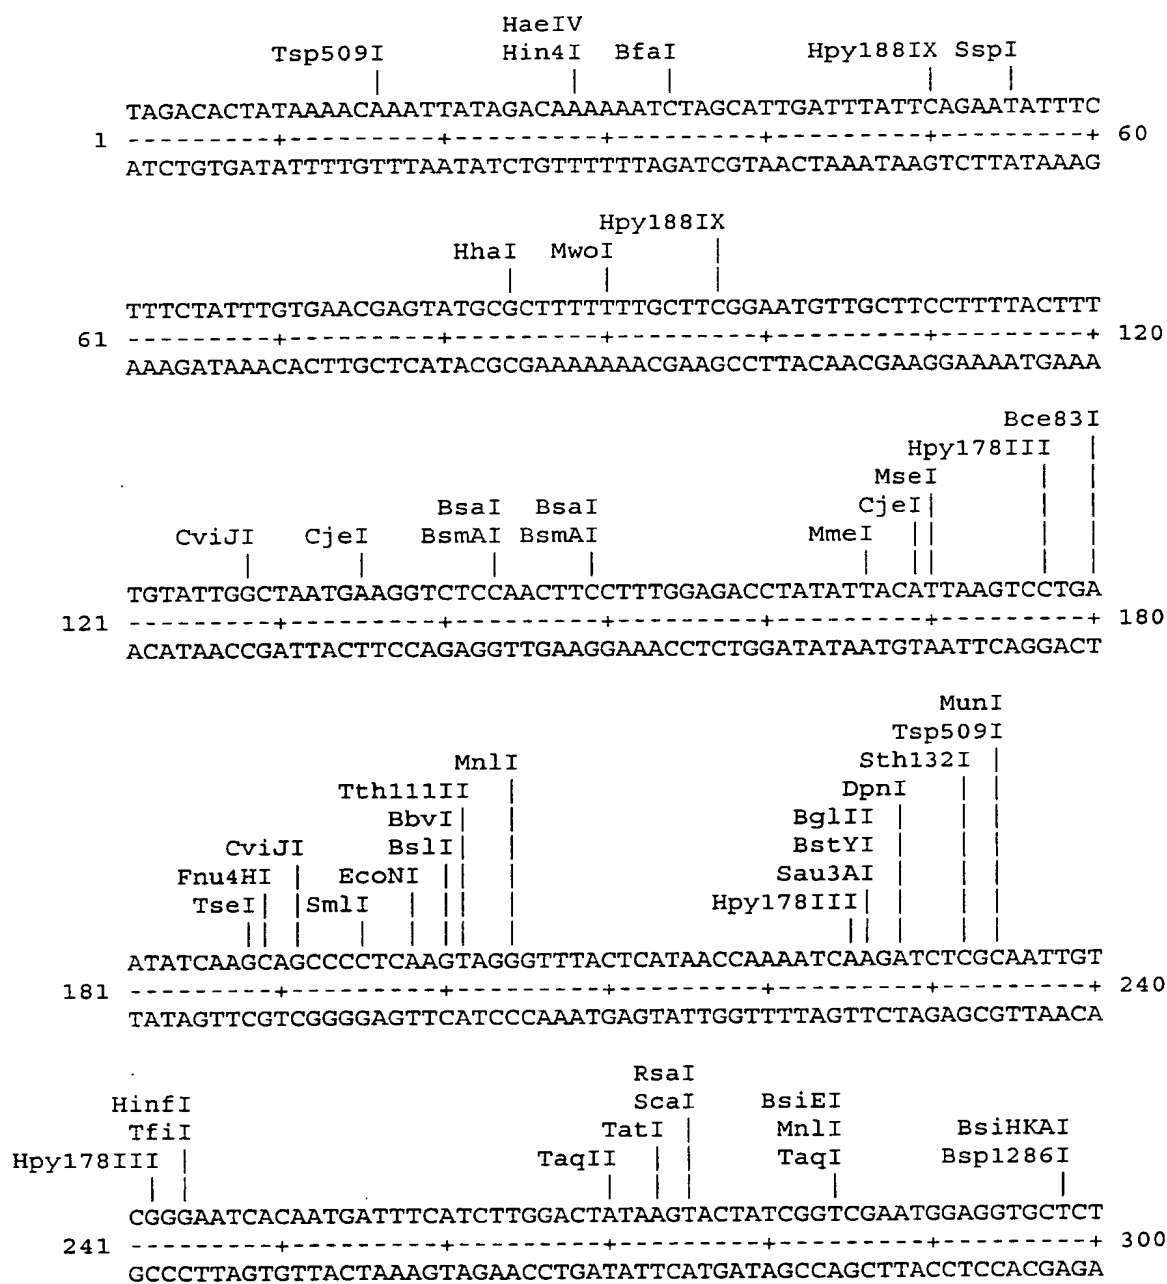 HaeIV
Tsp509I Hin4I BfaI Hpy188IX SspI
TAGACACTATAAAACAAATTATAGACAAAAAATCTAGCATTGATTTATTCAGAATATTTC
1 ---------+---------+---------+---------+---------+---------+ 60
ATCTGTGATATTTTGTTTAATATCTGTTTTTTAGATCGTAACTAAATAAGTCTTATAAAG
Hpy188IX
HhaI MwoI
TTTCTATTTGTGAACGAGTATGCGCTTTTTTTTGCTTCGGAATGTTGCTTCCTTTTACTTT
61 ---------+---------+---------+---------+---------+---------+ 120
AAAGATAAACACTTGCTCATACGCGAAAAAAACGAAGCCTTACAACGAAGGAAAATGAAA
Bce83I
Hpy178III
MseI
BsaI BsaI CjeI
CviJI CjeI BsmAI BsmAI MmeI
TGTATTGGCTAATGAAGGTCTCCAACTTCCTTTGGAGACCTATATTACATTAAGTCCTGA
121 ---------+---------+---------+---------+---------+---------+ 180
ACATAACCGATTACTTCCAGAGGTTGAAGGAAACCTCTGGATATAATGTAATTCAGGACT
MunI
Tsp509I
MnlI Sth132I
Tth111II DpnI
BbvI BglII
CviJI BslI BstYI
Fnu4HI EcoNI Sau3AI
TseI SmlI Hpy178III
ATATCAAGCAGCCCCTCAAGTAGGGTTTACTCATAACCAAAATCAAGATCTCGCAATTGT
181 ---------+---------+---------+---------+---------+---------+ 240
TATAGTTCGTCGGGGAGTTCATCCCAAATGAGTATTGGTTTTAGTTCTAGAGCGTTAACA
RsaI
HinfI ScaI BsiEI
TfiI TatI MnlI BsiHKAI
Hpy178III TaqII TaqI Bsp1286I
CGGGAATCACAATGATTTCATCTTGGACTATAAGTACTATCGGTCGAATGGAGGTGCTCT
241 ---------+---------+---------+---------+---------+---------+ 300
GCCCTTAGTGTTACTAAAGTAGAACCTGATATTCATGATAGCCAGCTTACCTCCACGAGA